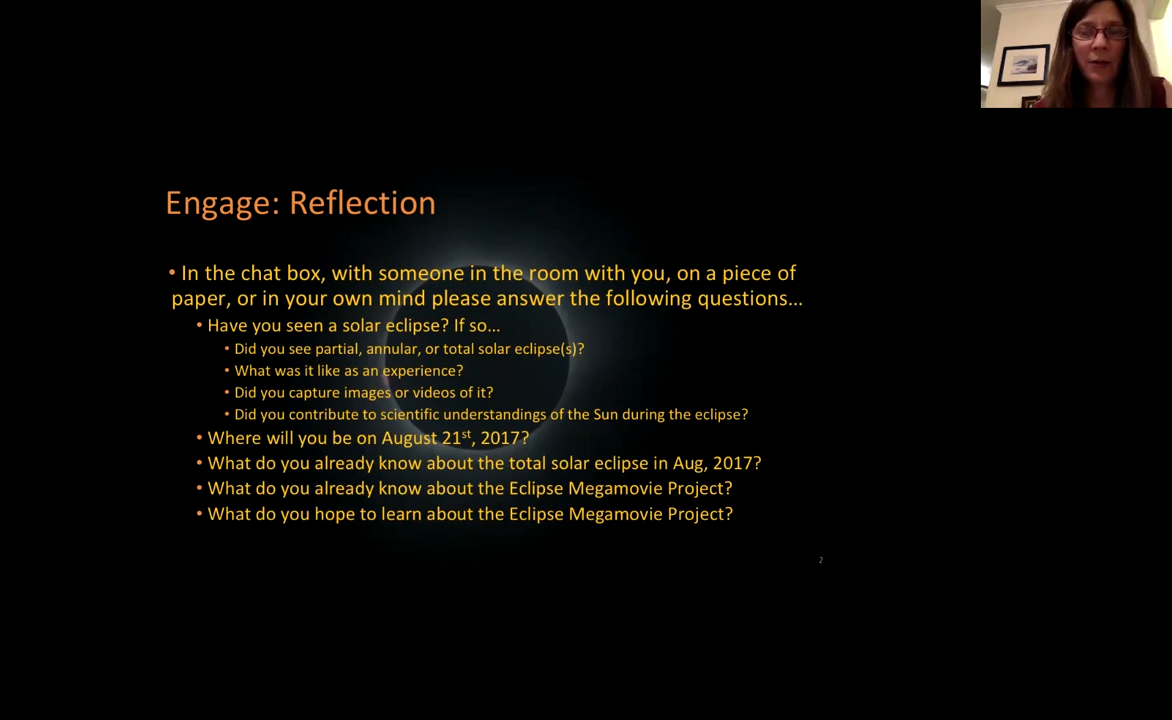 Engage: Reflection
• In the chat box, with someone in the room with you, on a piece of
paper, or in your own mind please answer the following questions…
• Have you seen a solar eclipse? If so…
• Did you see partial, annular, or total solar eclipse(s)?
• What was it like as an experience?
• Did you capture images or videos of it?
• Did you contribute to scientific understandings of the Sun during the eclipse?
• Where will you be on August 21st, 2017?
• What do you already know about the total solar eclipse in Aug, 2017?
• What do you already know about the Eclipse Megamovie Project?
• What do you hope to learn about the Eclipse Megamovie Project?
2